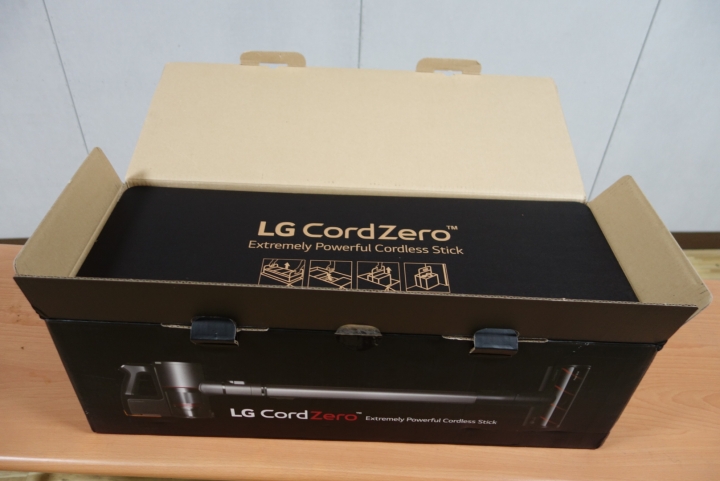 LG CordZero™
Extremely Powerful Cordless Stick
LG CordZero™ Extremely Powerful Cordless Stick